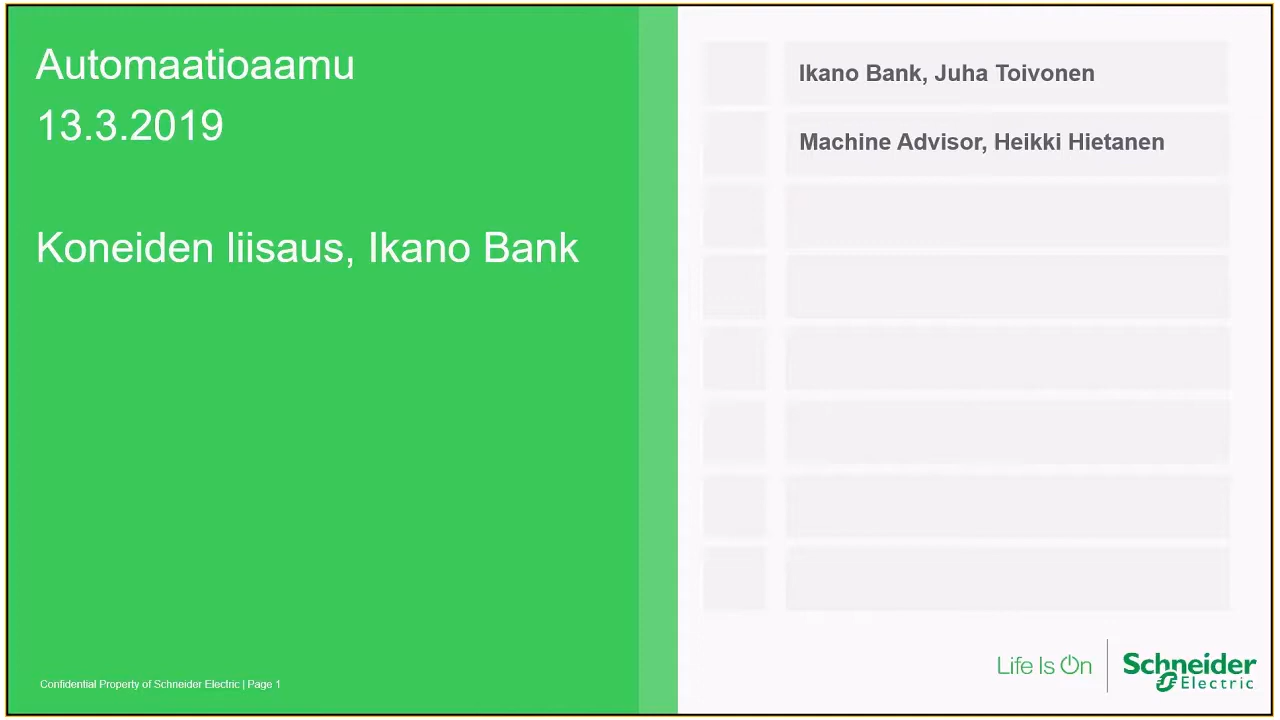 Automaatioaamu
13.3.2019
Koneiden liisaus, Ikano Bank
Ikano Bank, Juha Toivonen
Machine Advisor, Heikki Hietanen
Confidential Property of Schneider Electric | Page 1
Life Is On
Schneider
Electric